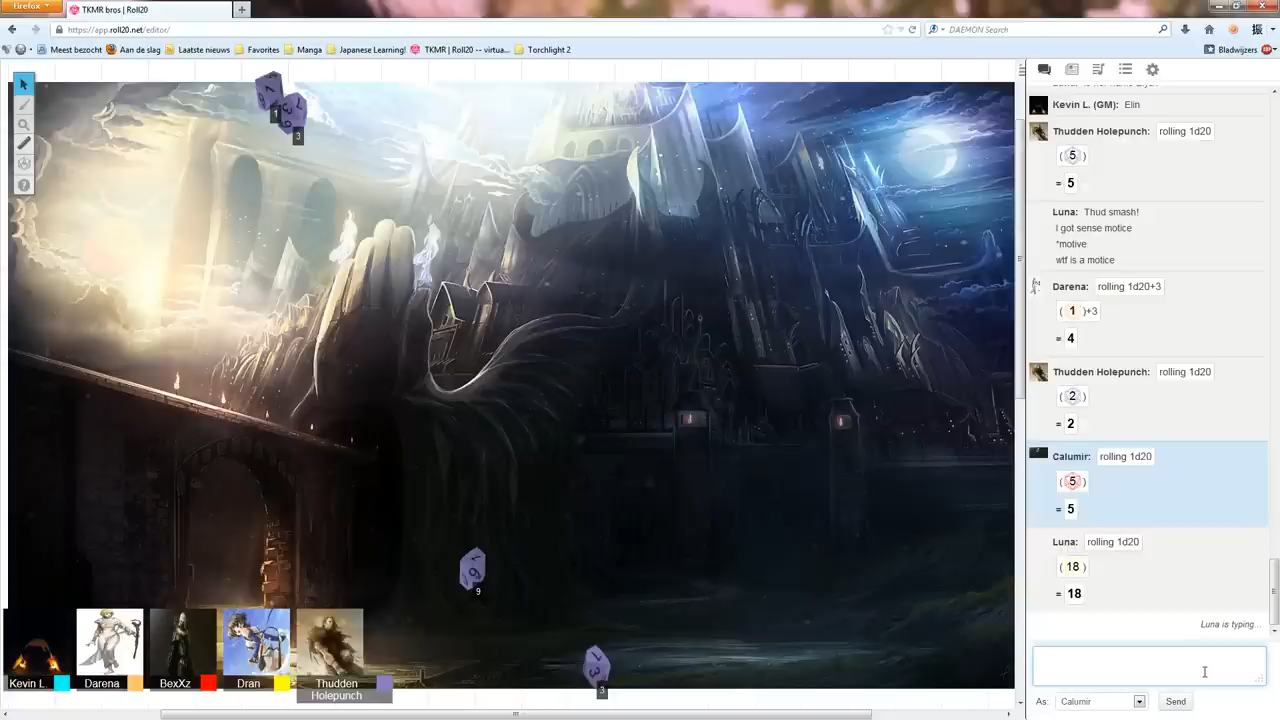 Firefox
TKMR bros | Roll20
https://app.roll20.net/editor/
DAEMON Search
Meest bezocht
Aan de slag
Laatste nieuws
Favorites
Manga
Japanese Learning!
TKMR | Roll20 -- virtua...
Torchlight 2
Bladwijzers
Kevin L. (GM): Elin
Thudden Holepunch: rolling 1d20
( 5 )
= 5
Luna: Thud smash!
I got sense motice
*motive
wtf is a motice
Darena: rolling 1d20+3
( 1 )+3
= 4
Thudden Holepunch: rolling 1d20
( 2 )
= 2
Calumir: rolling 1d20
( 5 )
= 5
Luna: rolling 1d20
( 18 )
= 18
Luna is typing...
As: Calumir
Send
1
3
9
3
Kevin L.
Darena
BexXz
Dran
Thudden
Holepunch